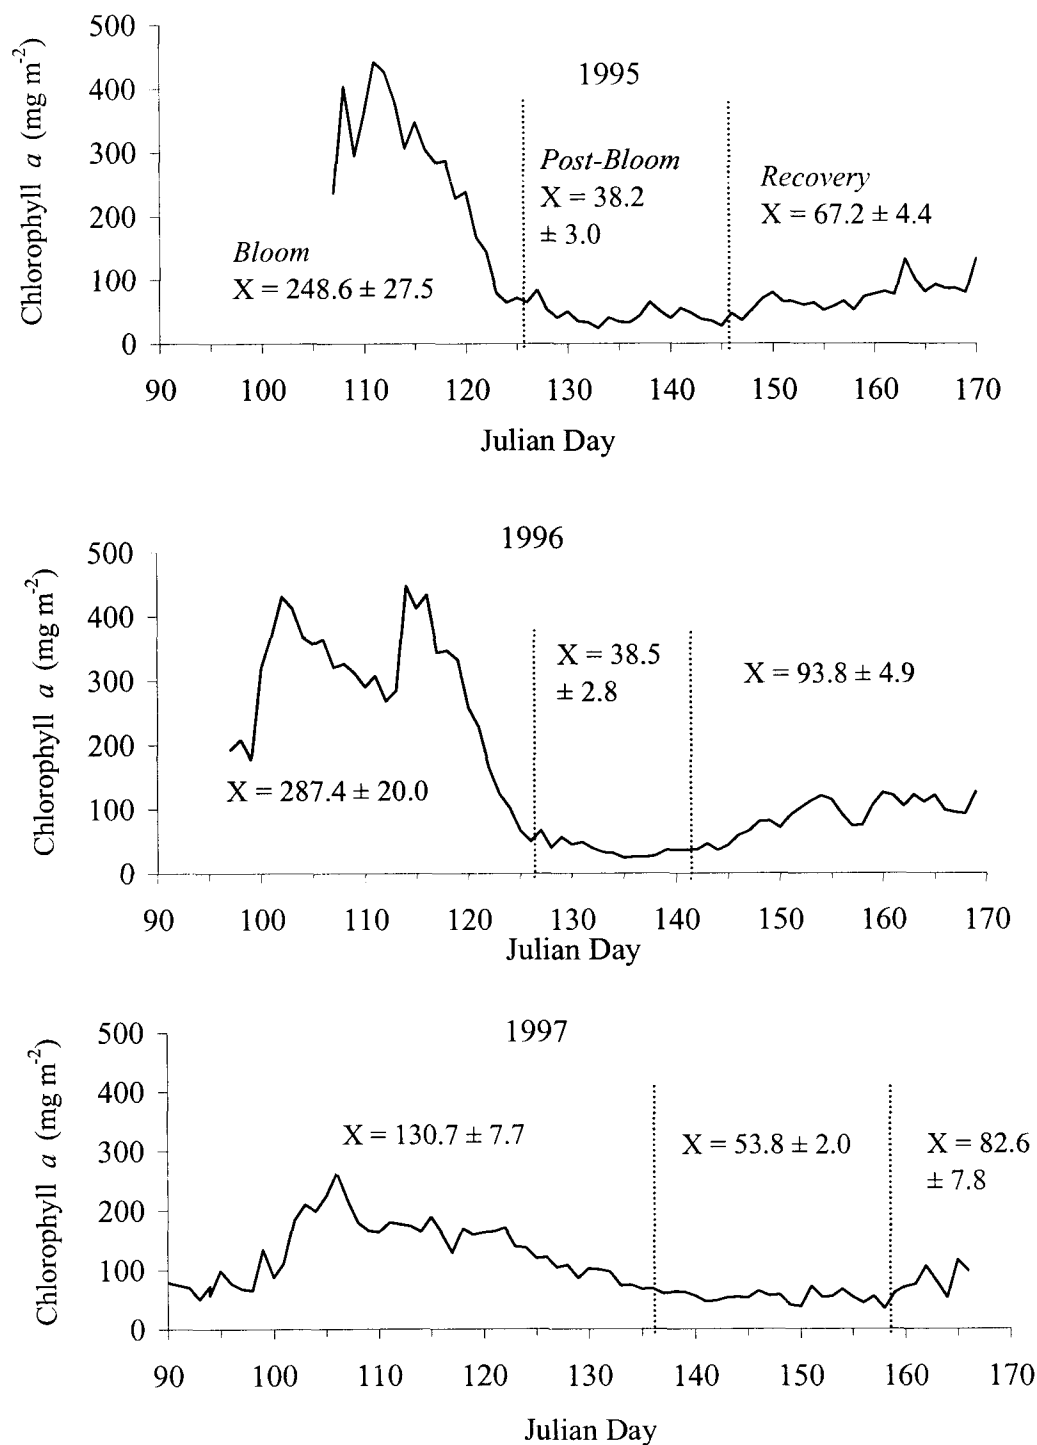 500
400
300
200
100
0
Chlorophyll a (mg m⁻²)
1995
Bloom
X = 248.6 ± 27.5
Post-Bloom
X = 38.2
± 3.0
Recovery
X = 67.2 ± 4.4
90 100 110 120 130 140 150 160 170
Julian Day
1996
500
400
300
200
100
0
Chlorophyll a (mg m⁻²)
X = 287.4 ± 20.0
X = 38.5
± 2.8
X = 93.8 ± 4.9
90 100 110 120 130 140 150 160 170
Julian Day
1997
500
400
300
200
100
0
Chlorophyll a (mg m⁻²)
X = 130.7 ± 7.7
X = 53.8 ± 2.0
X = 82.6
± 7.8
90 100 110 120 130 140 150 160 170
Julian Day